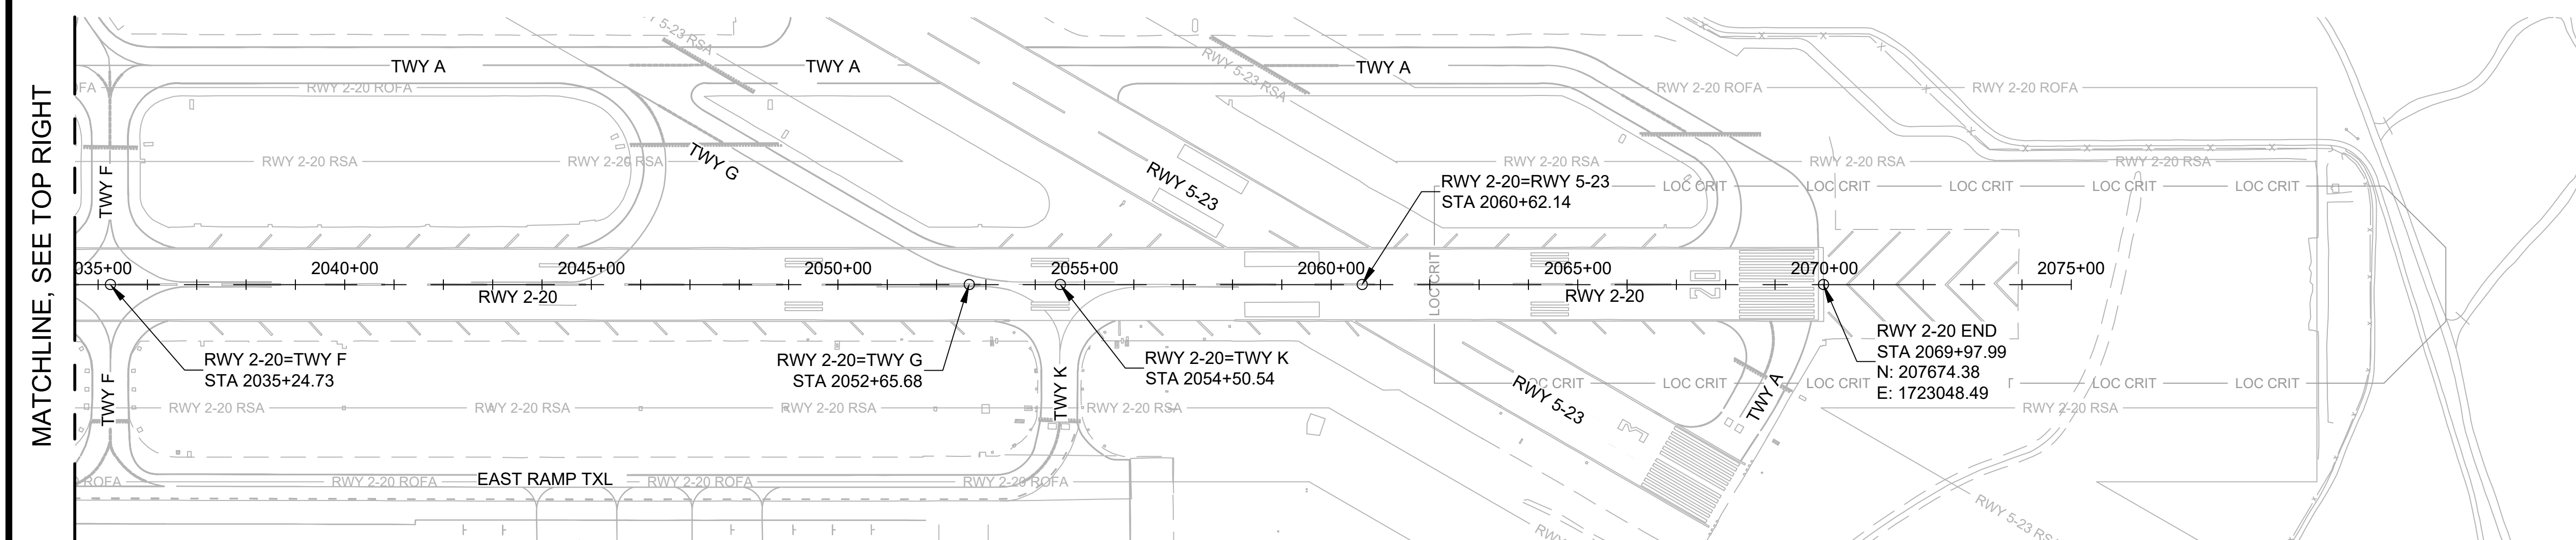 MATCHLINE, SEE TOP RIGHT
5-23 RSA
TWY A
TWY A
RWY 5-23 RSA
TWY A
OFA
RWY 2-20 ROFA
RWY 2-20 ROFA
RWY 2-20 ROFA
TWY F
RWY 2-20 RSA
RWY 2-20 RSA
TWY G
RWY 5-23
RWY 2-20 RSA
RWY 2-20 RSA
RWY 2-20 RSA
RWY 2-20=RWY 5-23
STA 2060+62.14
LOC CRIT
LOC CRIT
LOC CRIT
LOC CRIT
LOC CRIT
035+00
2040+00
2045+00
2050+00
2055+00
2060+00
2065+00
2070+00
2075+00
RWY 2-20
LOC CRIT
RWY 2-20
20
RWY 2-20=TWY F
STA 2035+24.73
RWY 2-20=TWY G
STA 2052+65.68
RWY 2-20=TWY K
STA 2054+50.54
RWY 2-20 END
STA 2069+97.99
N: 207674.38
E: 1723048.49
TWY F
TWY K
RWY 5-23
LOC CRIT
LOC CRIT
LOC CRIT
T
LOC CRIT
LOC CRIT
TWY A
RWY 2-20 RSA
RWY 2-20 RSA
RWY 2-20 RSA
RWY 2-20 RSA
RWY 2-20 RSA
ROFA
RWY 2-20 ROFA
EAST RAMP TXL
RWY 2-20 ROFA
RWY 2-20 ROFA
RWY 5-23 RS
RWY